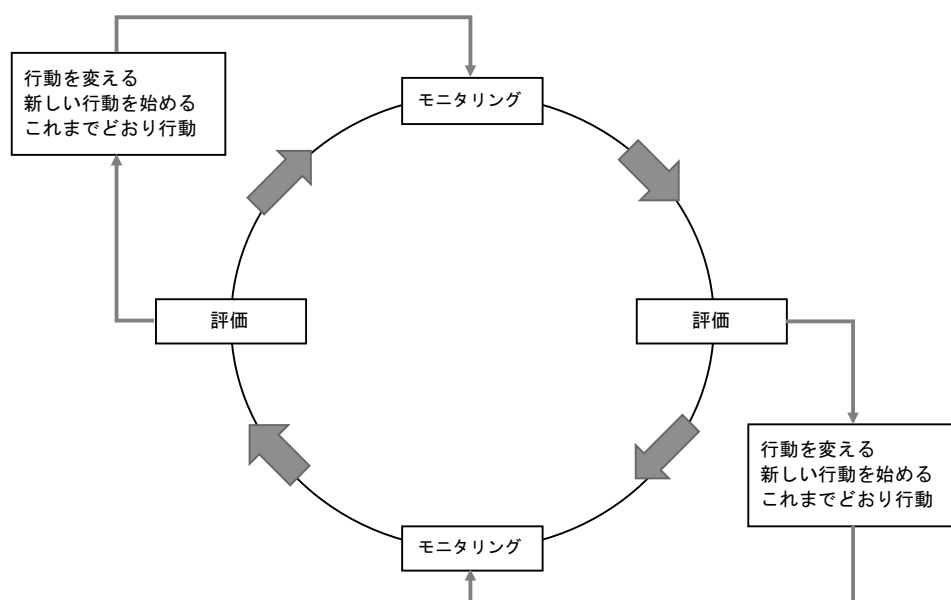 行動を変える
新しい行動を始める
これまでどおり行動
モニタリング
評価
評価
行動を変える
新しい行動を始める
これまでどおり行動
モニタリング